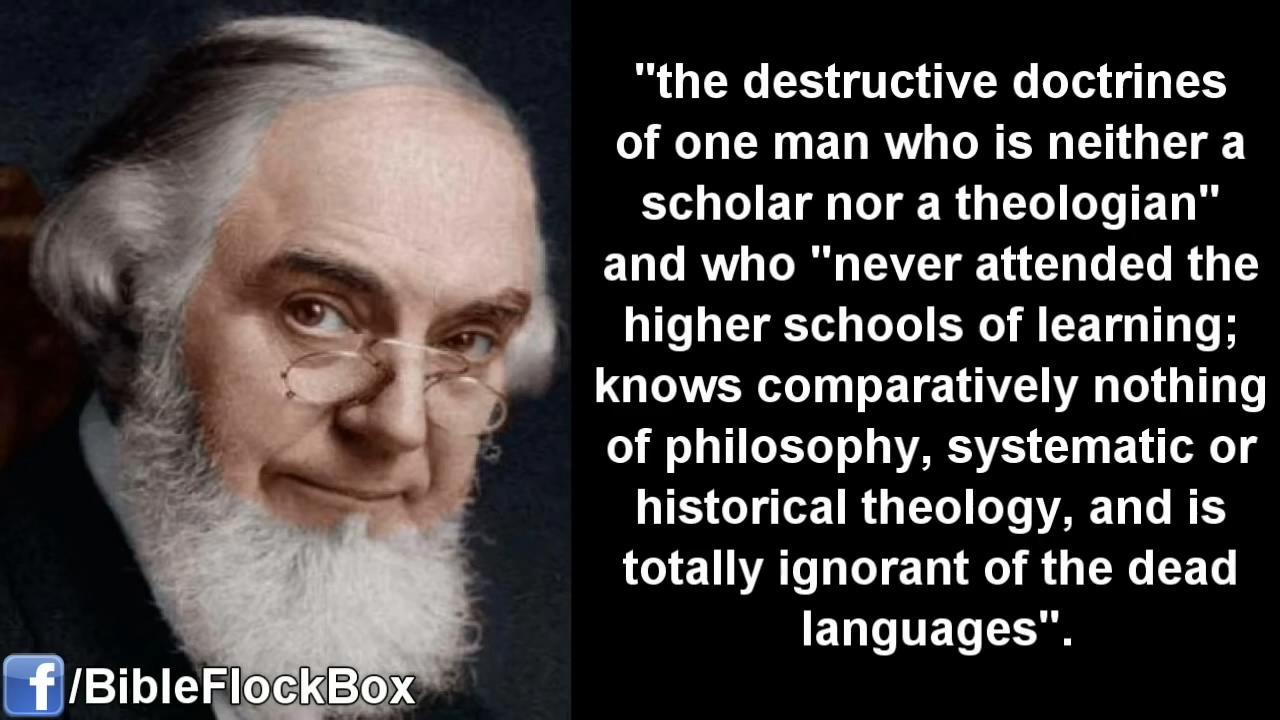 "the destructive doctrines
of one man who is neither a
scholar nor a theologian"
and who "never attended the
higher schools of learning;
knows comparatively nothing
of philosophy, systematic or
historical theology, and is
totally ignorant of the dead
languages".
f/BibleFlockBox